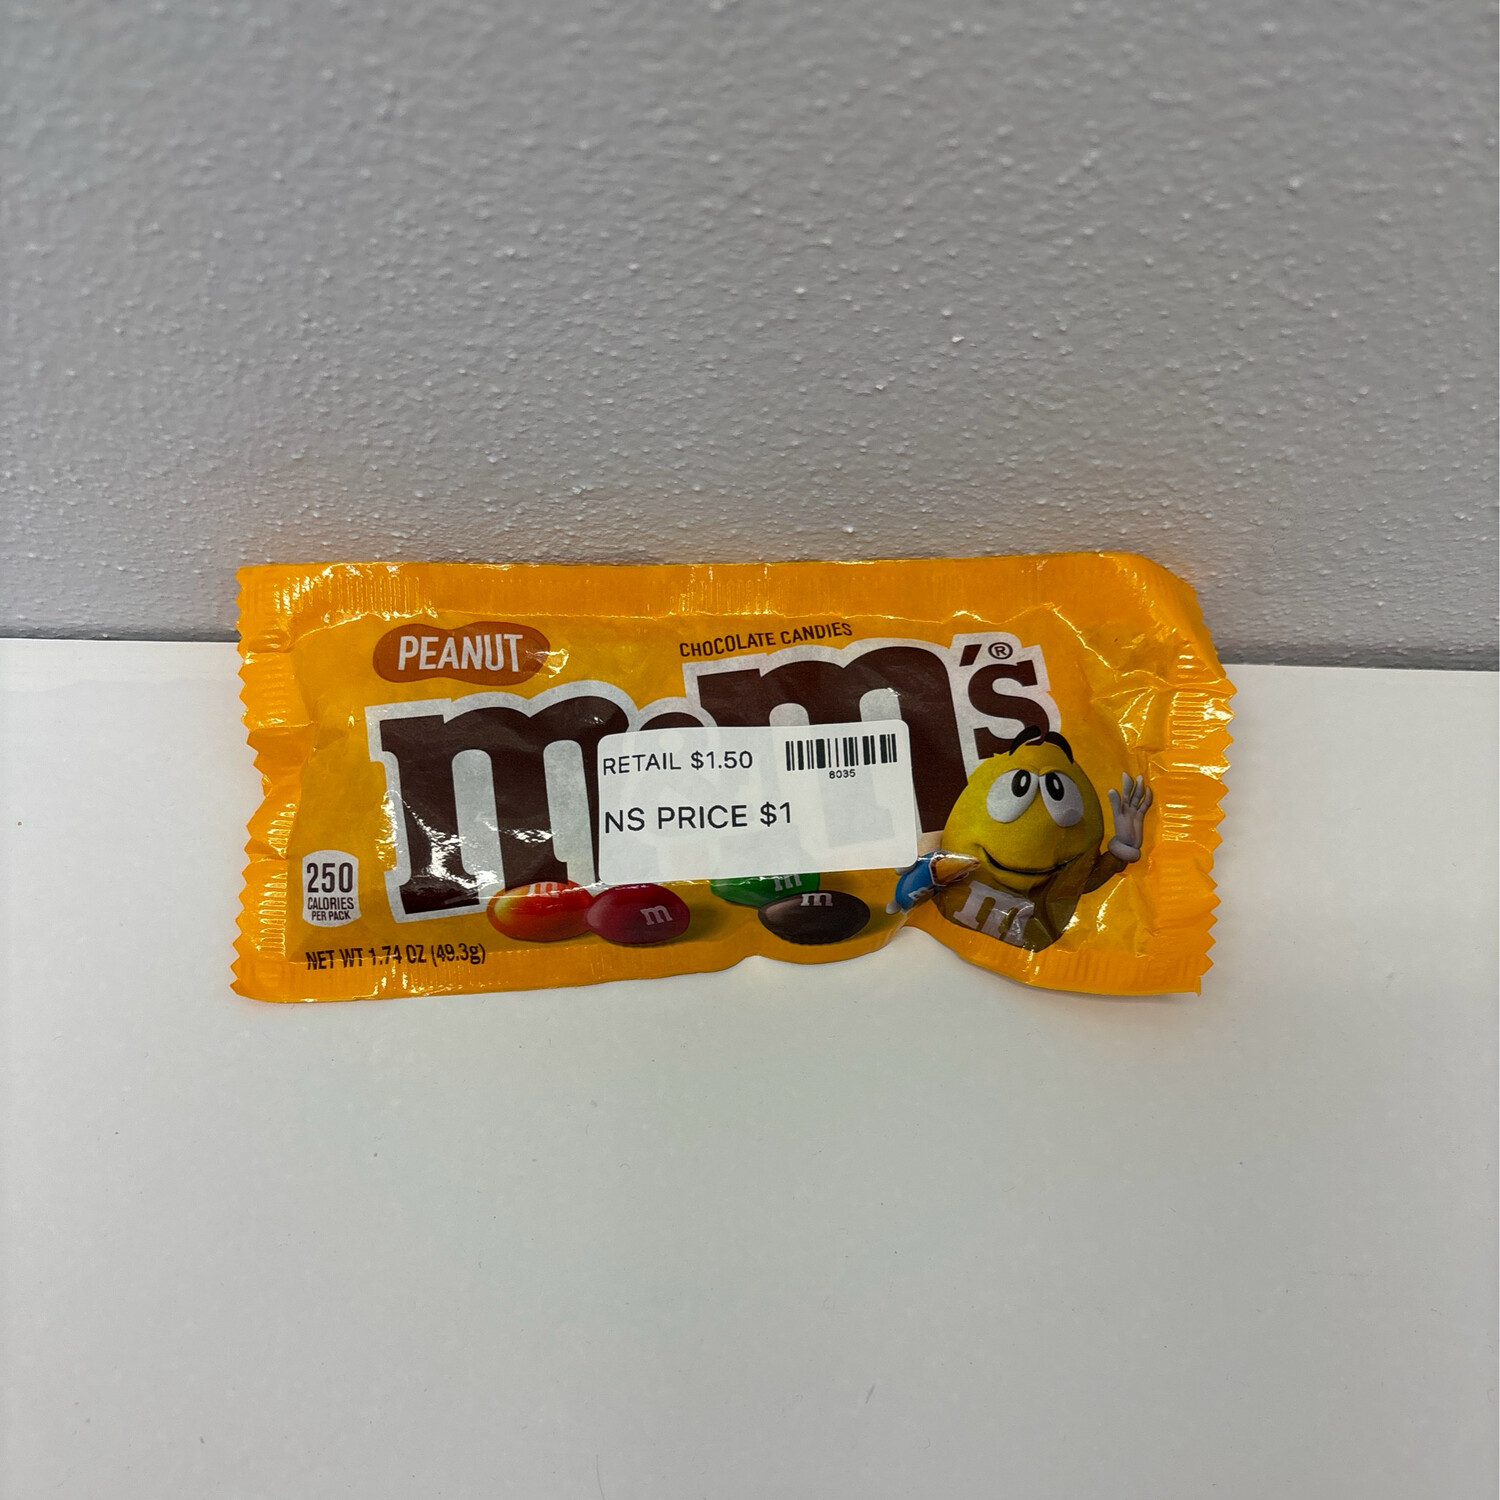 PEANUT
CHOCOLATE CANDIES
m&m's®
RETAIL $1.50
8035
NS PRICE $1
250
CALORIES
PER PACK
m
m
m
m
m
m
NET WT 1.74 OZ (49.3g)